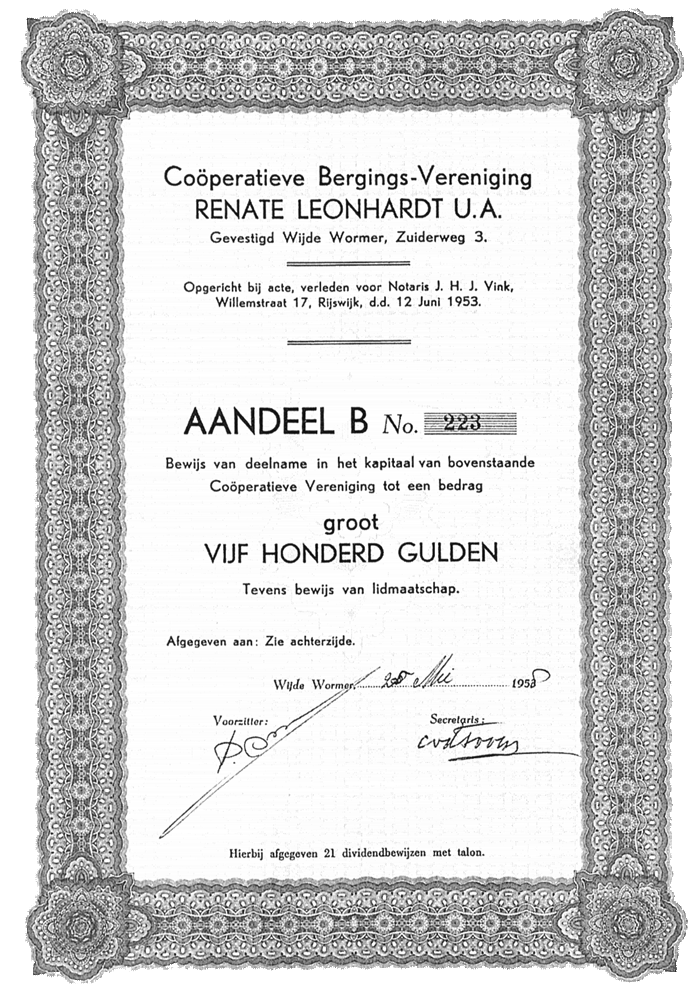 Coöperatieve Bergings-Vereniging
RENATE LEONHARDT U.A.
Gevestigd Wijde Wormer, Zuiderweg 3.
Opgericht bij acte, verleden voor Notaris J. H. J. Vink,
Willemstraat 17, Rijswijk, d.d. 12 Juni 1953.
AANDEEL B No. 223
Bewijs van deelname in het kapitaal van bovenstaande
Coöperatieve Vereniging tot een bedrag
groot
VIJF HONDERD GULDEN
Tevens bewijs van lidmaatschap.
Afgegeven aan: Zie achterzijde.
Wijde Wormer, Mei 195
Voorzitter: Secretaris:
Hierbij afgegeven 21 dividendbewijzen met talon.